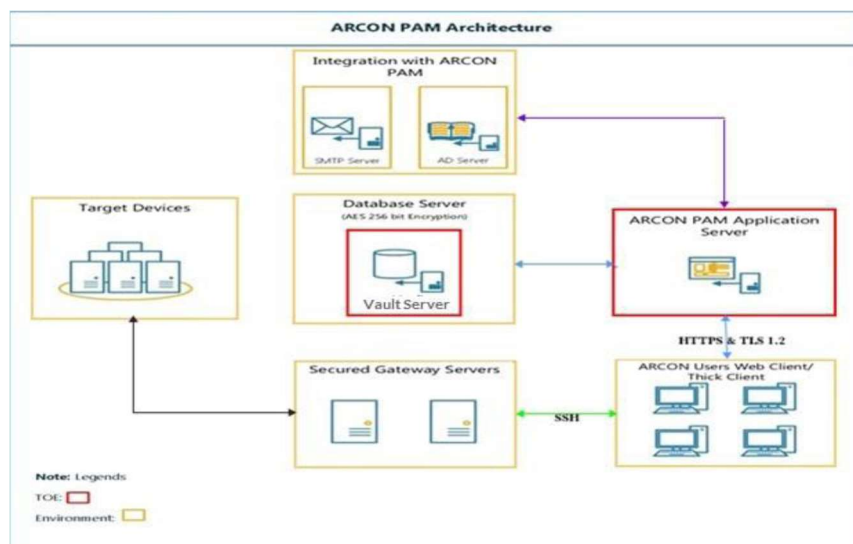 ARCON PAM Architecture
Integration with ARCON
PAM
SMTP Server
AD Server
Target Devices
Database Server
(AES 256 bit Encryption)
Vault Server
ARCON PAM Application
Server
HTTPS & TLS 1.2
Secured Gateway Servers
ARCON Users Web Client/
Thick Client
SSH
Note: Legends
TOE:
Environment: